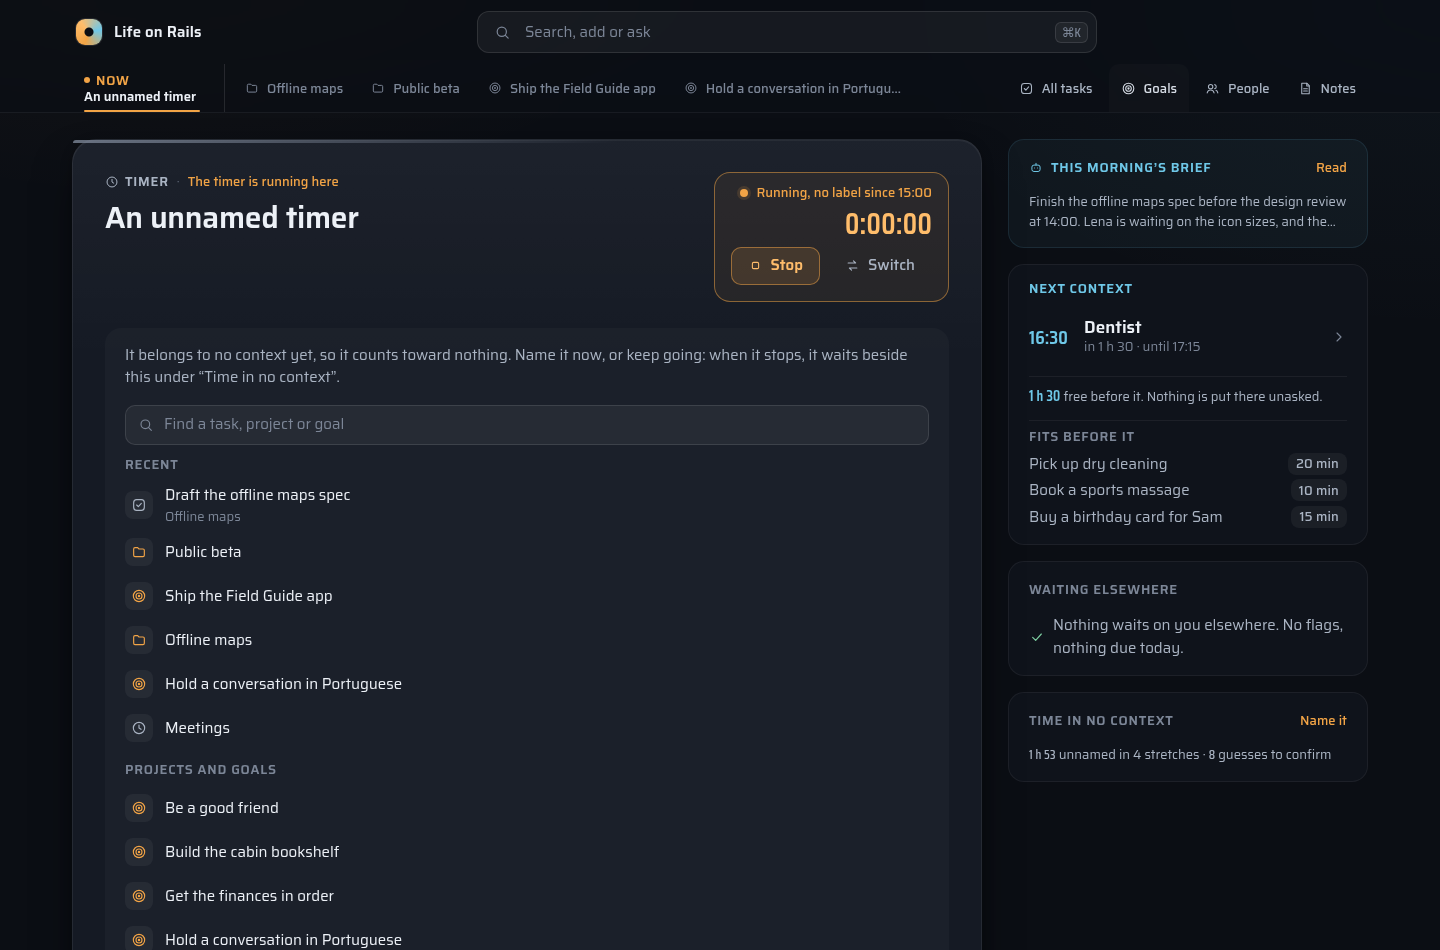 Life on Rails
Search, add or ask
⌘K
NOW
An unnamed timer
Offline maps
Public beta
Ship the Field Guide app
Hold a conversation in Portugu...
All tasks
Goals
People
Notes
TIMER · The timer is running here
An unnamed timer
Running, no label since 15:00
0:00:00
Stop
Switch
It belongs to no context yet, so it counts toward nothing. Name it now, or keep going: when it stops, it waits beside
this under “Time in no context”.
Find a task, project or goal
RECENT
Draft the offline maps spec
Offline maps
Public beta
Ship the Field Guide app
Offline maps
Hold a conversation in Portuguese
Meetings
PROJECTS AND GOALS
Be a good friend
Build the cabin bookshelf
Get the finances in order
Hold a conversation in Portuguese
THIS MORNING’S BRIEF
Read
Finish the offline maps spec before the design review
at 14:00. Lena is waiting on the icon sizes, and the...
NEXT CONTEXT
16:30
Dentist
in 1 h 30 · until 17:15
1 h 30 free before it. Nothing is put there unasked.
FITS BEFORE IT
Pick up dry cleaning
20 min
Book a sports massage
10 min
Buy a birthday card for Sam
15 min
WAITING ELSEWHERE
Nothing waits on you elsewhere. No flags,
nothing due today.
TIME IN NO CONTEXT
Name it
1 h 53 unnamed in 4 stretches · 8 guesses to confirm